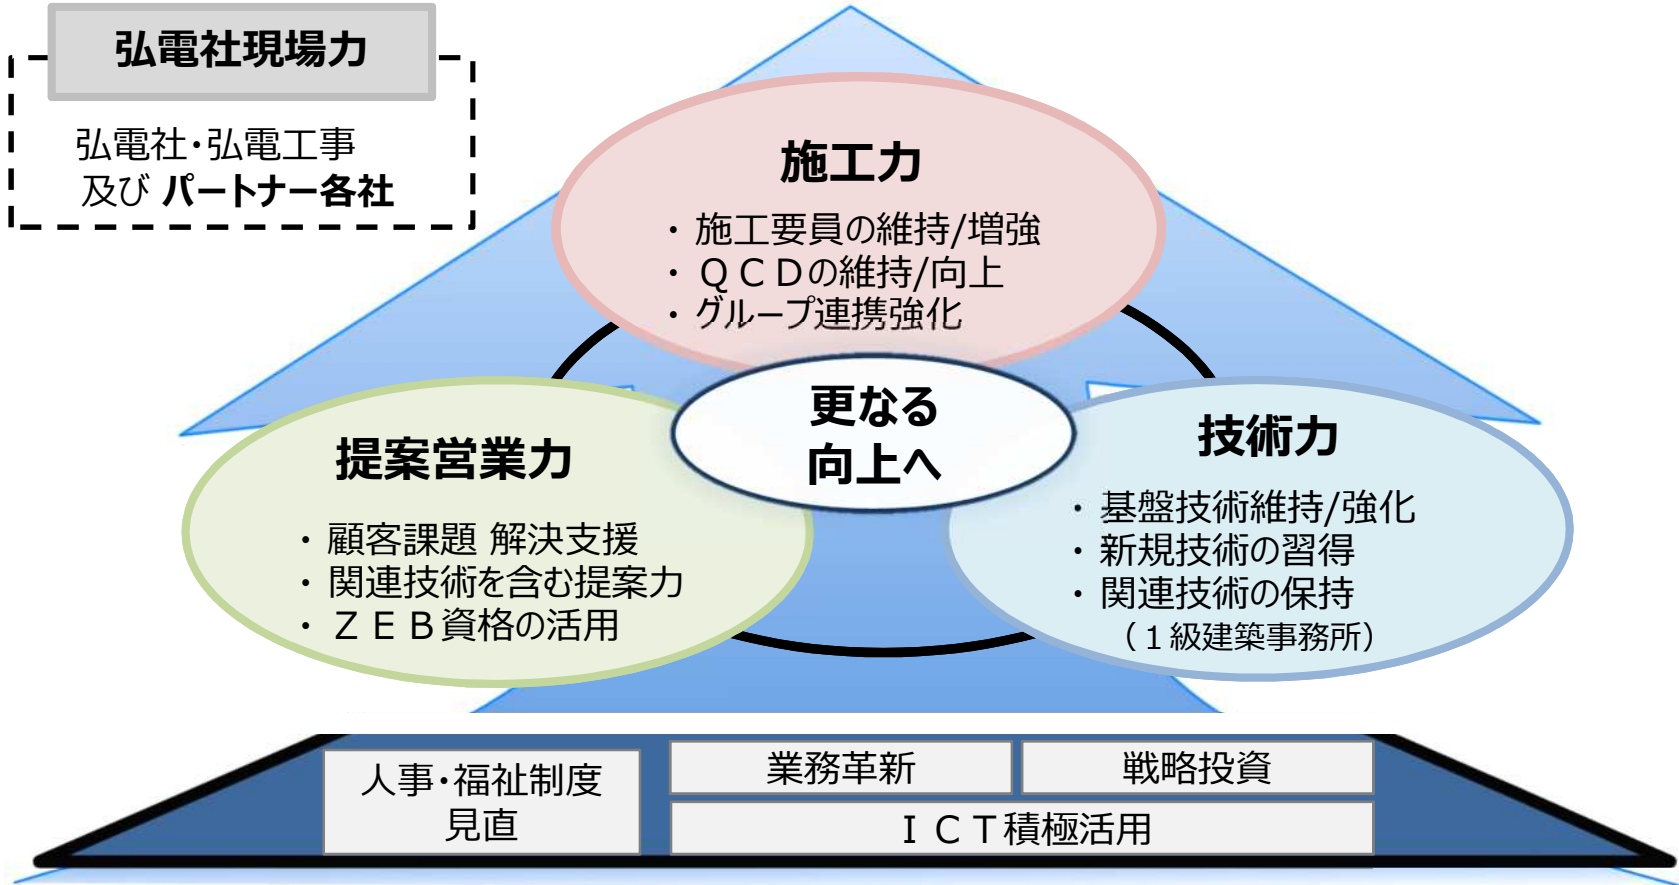 弘電社現場力
弘電社・弘電工事
及び パートナー各社
施工力
・ 施工要員の維持/増強
・ ＱＣＤの維持/向上
・ グループ連携強化
更なる
向上へ
提案営業力
・ 顧客課題 解決支援
・ 関連技術を含む提案力
・ ＺＥＢ資格の活用
技術力
・ 基盤技術維持/強化
・ 新規技術の習得
・ 関連技術の保持
（１級建築事務所）
人事・福祉制度
見直
業務革新
戦略投資
ＩＣＴ積極活用